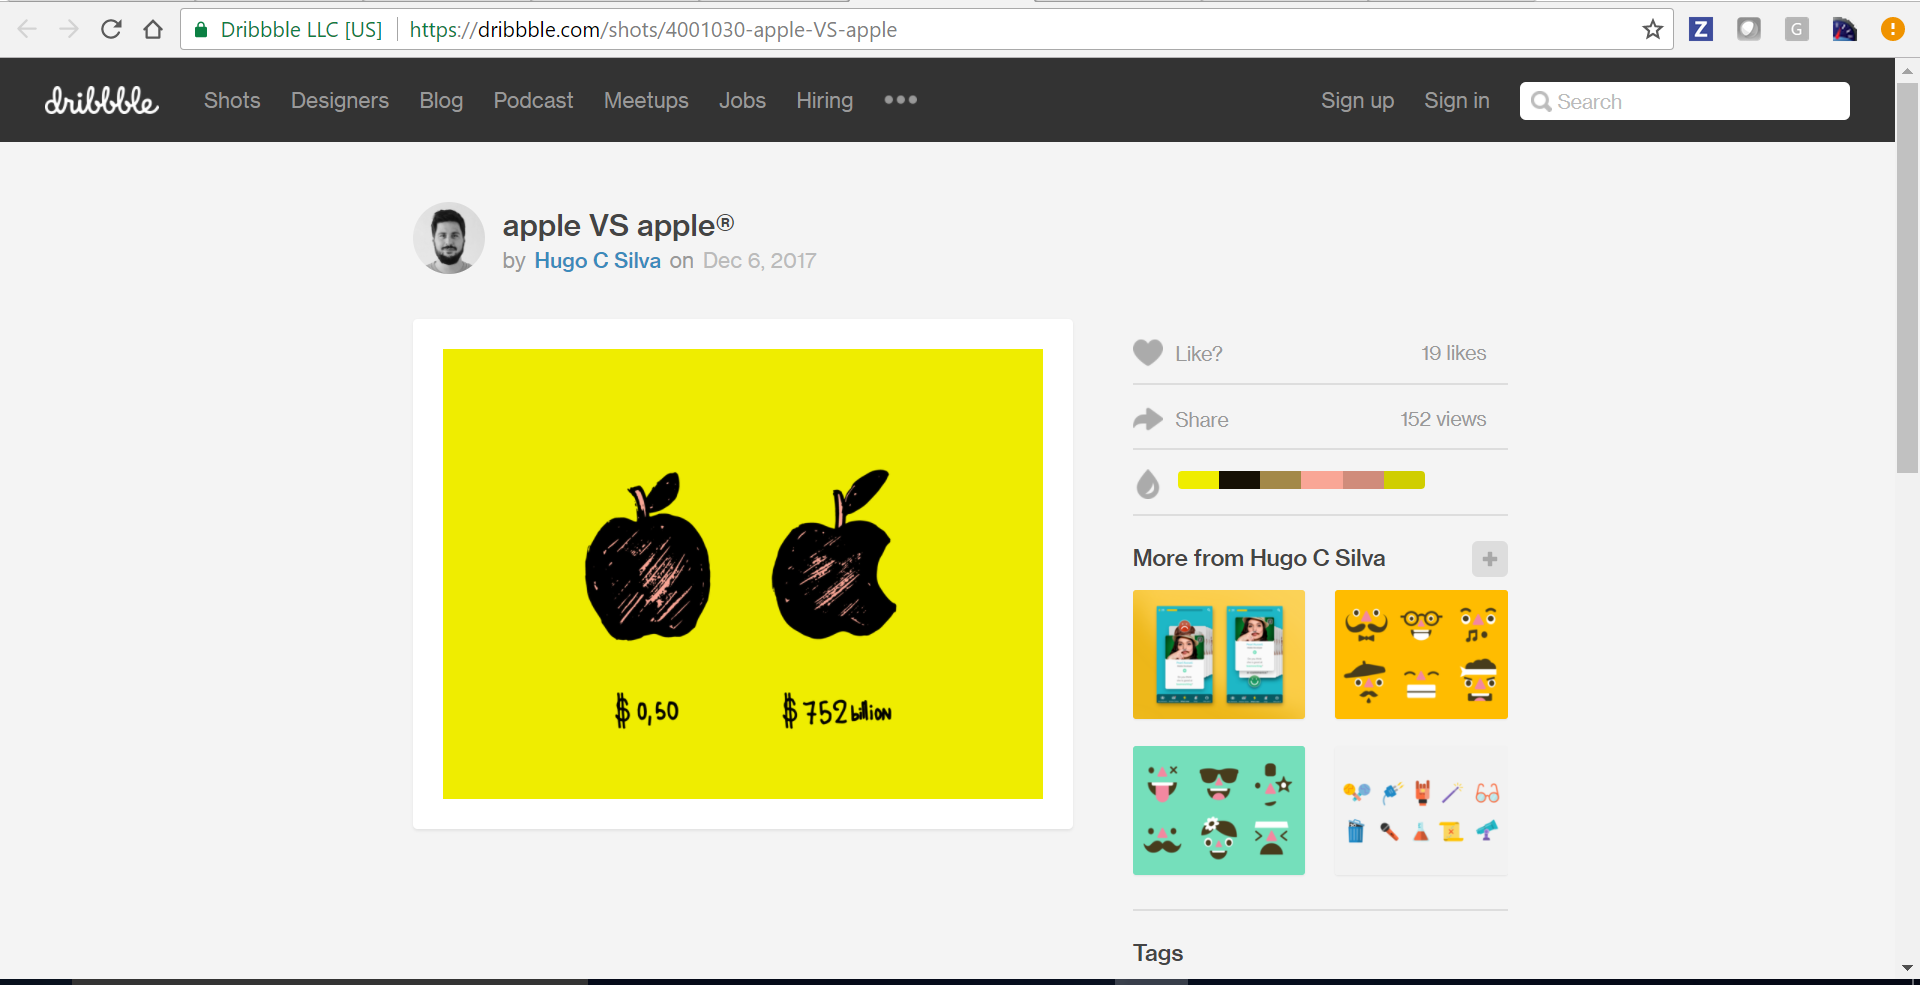 Dribbble LLC [US] https://dribbble.com/shots/4001030-apple-VS-apple
Z G
dribbble Shots Designers Blog Podcast Meetups Jobs Hiring ••• Sign up Sign in Search
apple VS apple®
by Hugo C Silva on Dec 6, 2017
Like? 19 likes
Share 152 views
More from Hugo C Silva
$ 0,50 $ 752 billion
Tags